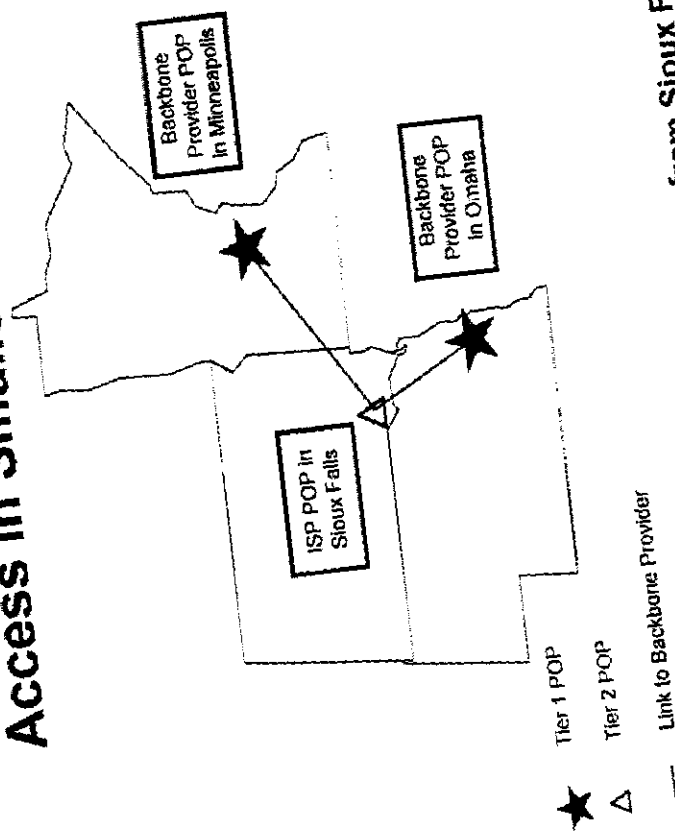 Access in
Backbone
Provider POP
in Minneapolis
Backbone
Provider POP
in Omaha
ISP POP in
Sioux Falls
Tier 1 POP
Tier 2 POP
Link to Backbone Provider
from Sioux